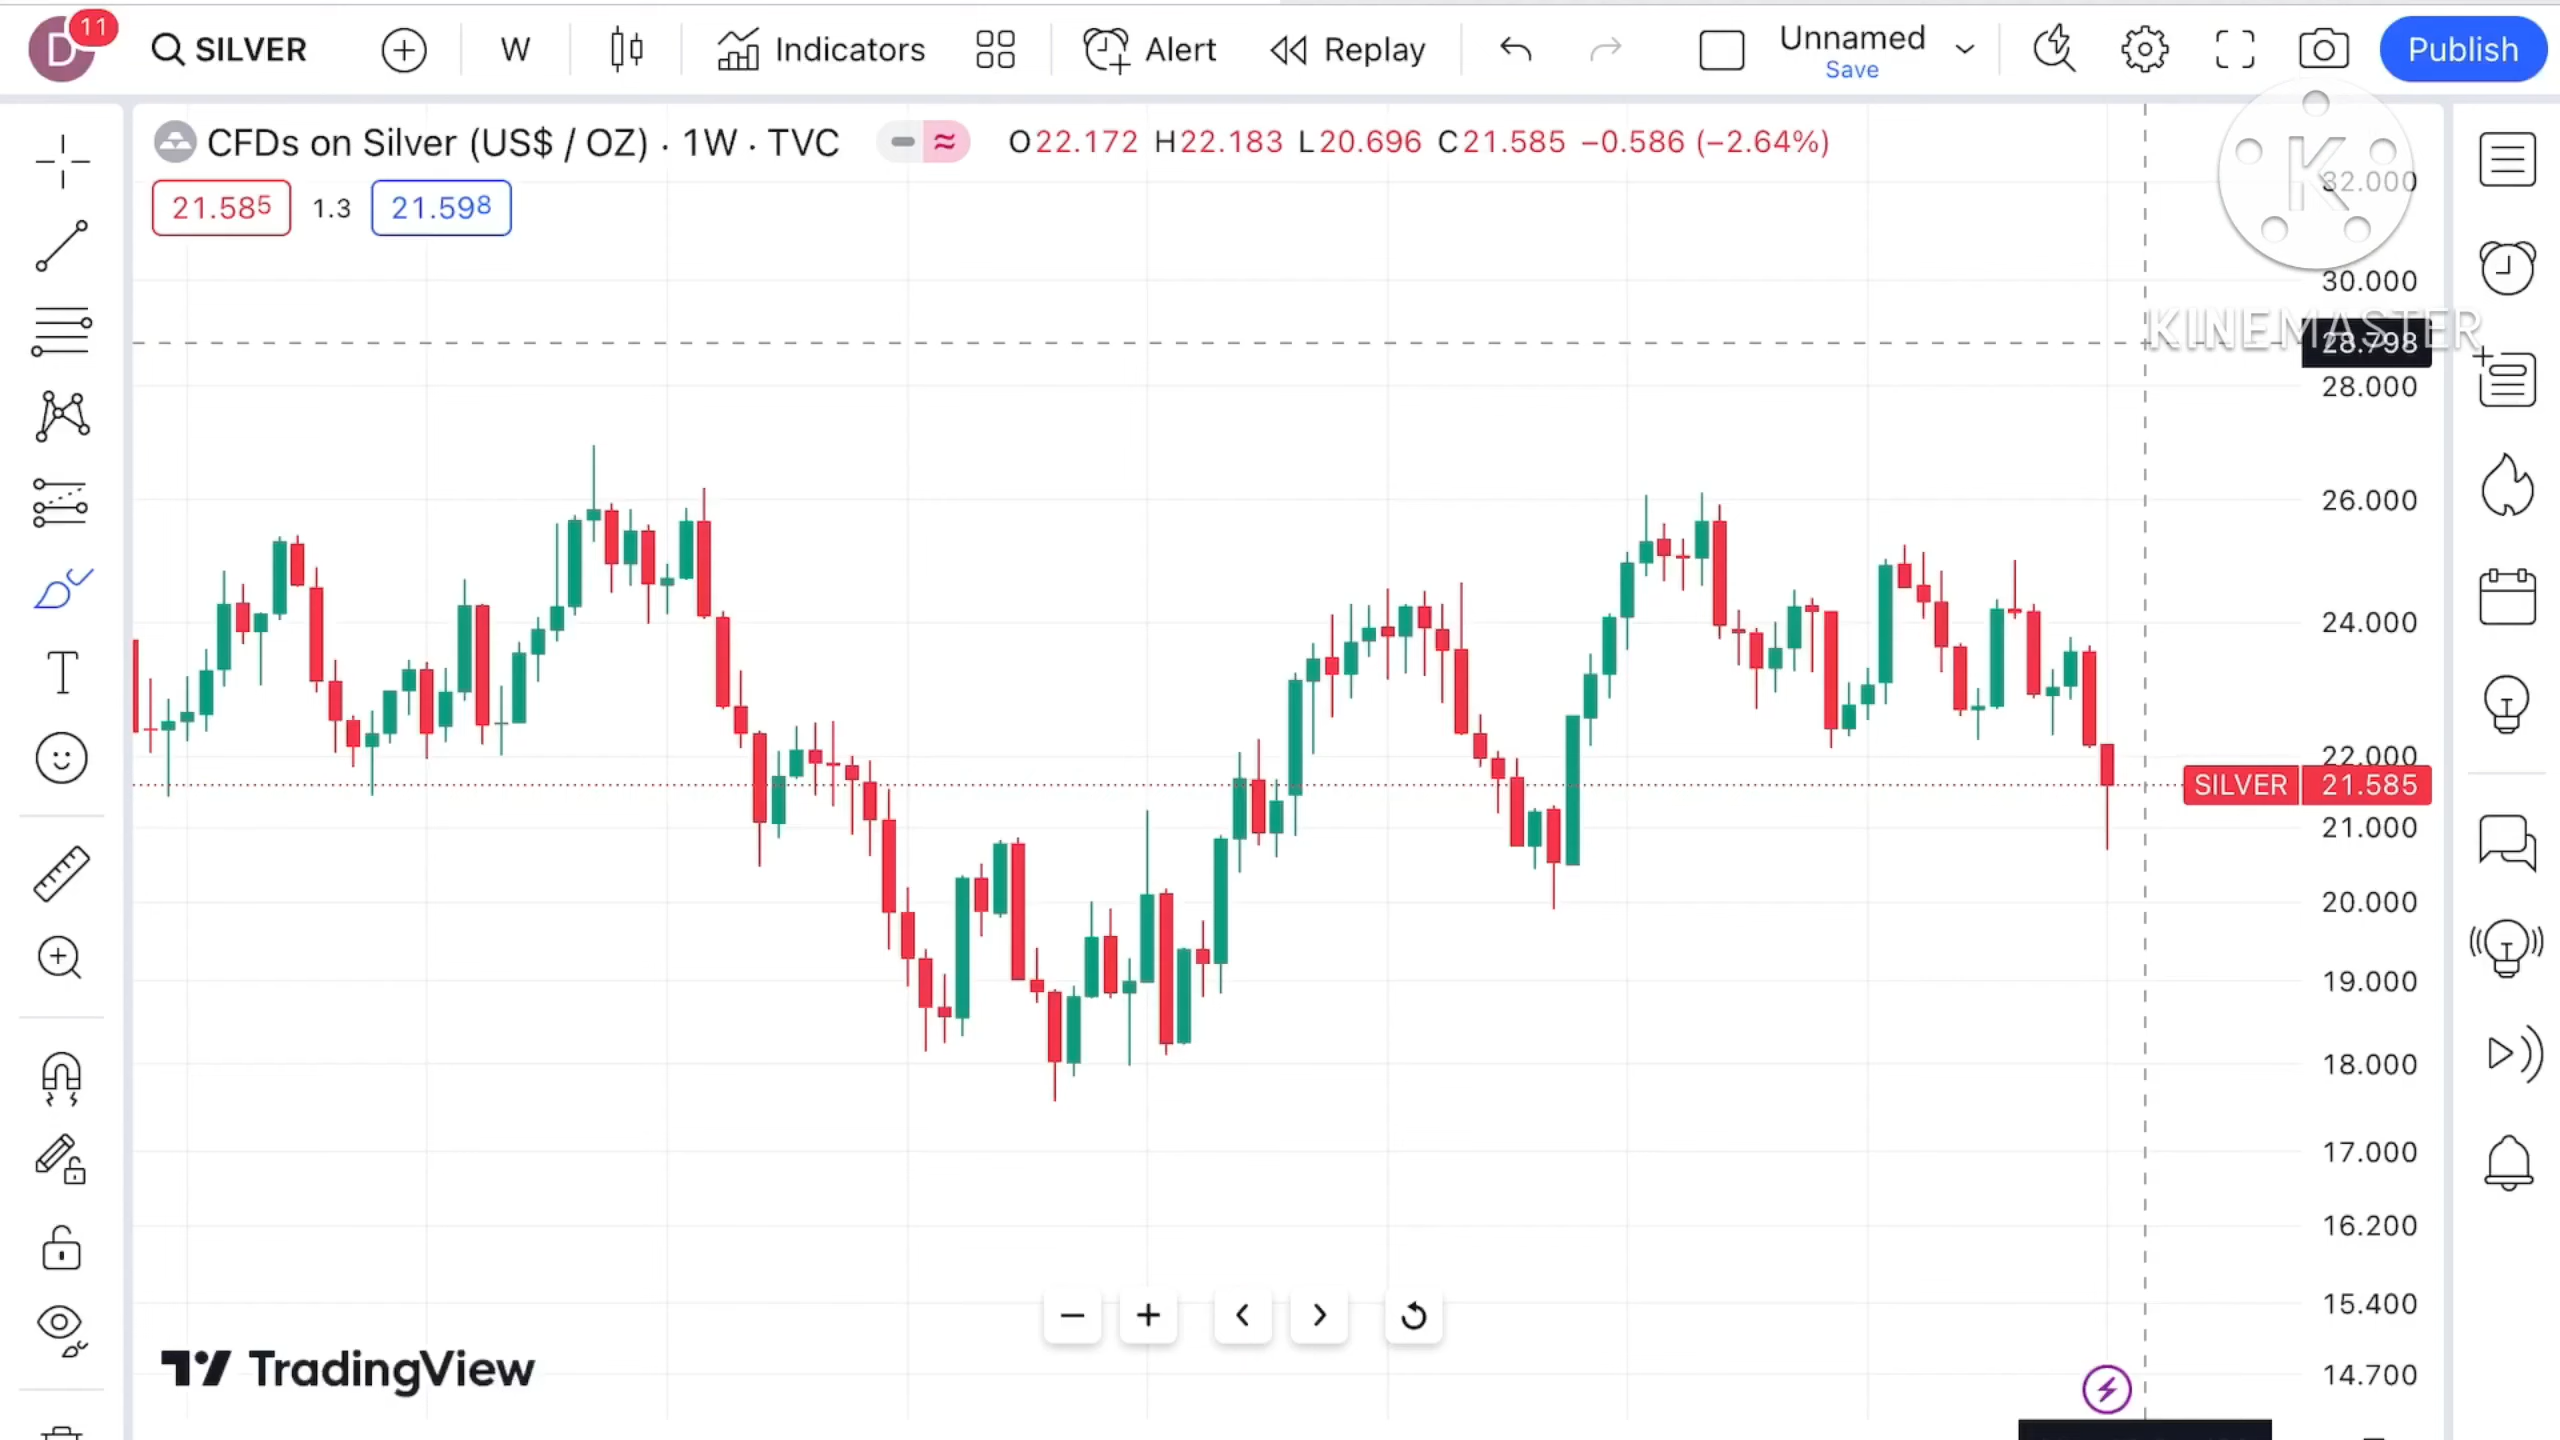 D 11 SILVER W Indicators Alert Replay Unnamed Publish
Save
CFDs on Silver (US$ / OZ) · 1W · TVC O22.172 H22.183 L20.696 C21.585 −0.586 (−2.64%)
21.585 1.3 21.598
K
32.000
30.000
KINEMASTER
28.798
28.000
26.000
24.000
22.000
SILVER 21.585
21.000
20.000
19.000
18.000
17.000
16.200
15.400
TradingView
14.700